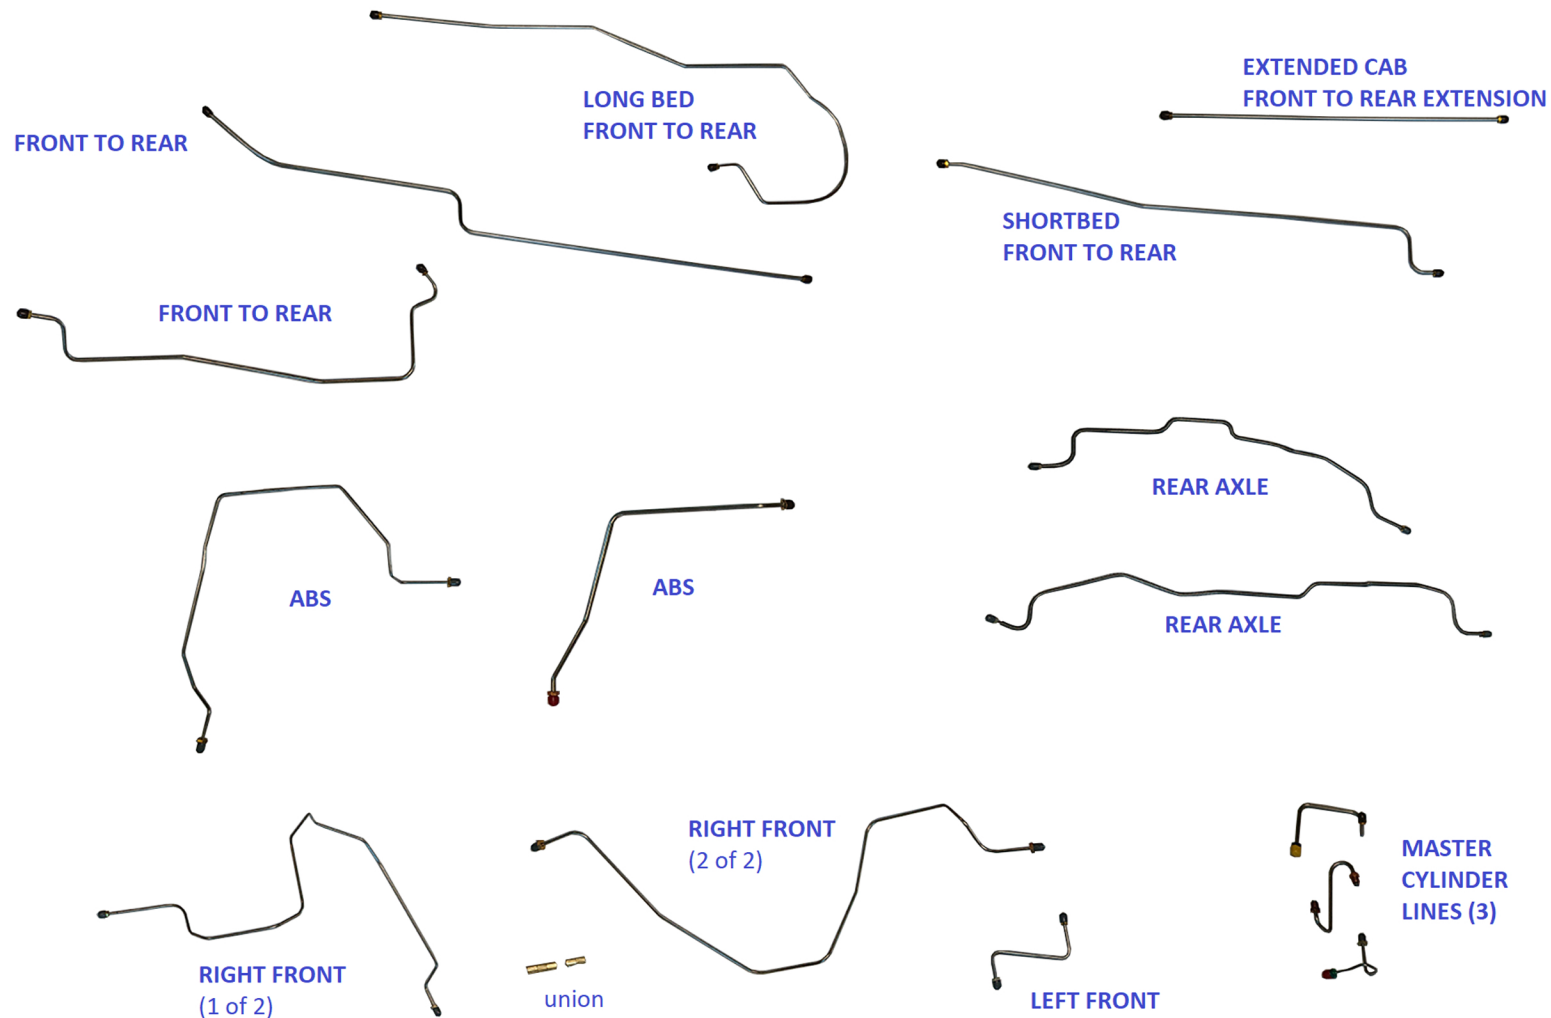 LONG BED
FRONT TO REAR
EXTENDED CAB
FRONT TO REAR EXTENSION
FRONT TO REAR
SHORTBED
FRONT TO REAR
FRONT TO REAR
REAR AXLE
ABS
ABS
REAR AXLE
RIGHT FRONT
(2 of 2)
MASTER
CYLINDER
LINES (3)
RIGHT FRONT
(1 of 2)
union
LEFT FRONT